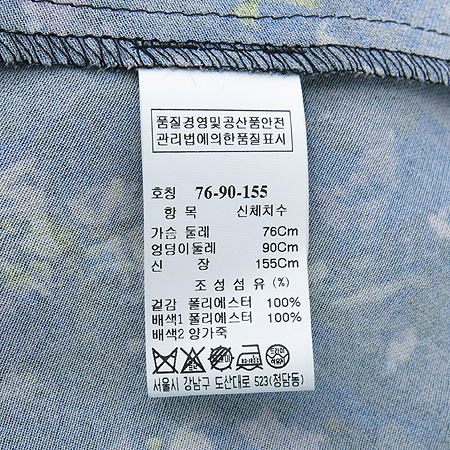 품질경영및공산품안전
관리법에의한품질표시
호칭 76-90-155
항 목 신체치수
가슴 둘레 76Cm
엉덩이둘레 90Cm
신 장 155Cm
조 성 섬 유 (%)
겉감 폴리에스터 100%
배색1 폴리에스터 100%
배색2 양가죽
서울시 강남구 도산대로 523(청담동)